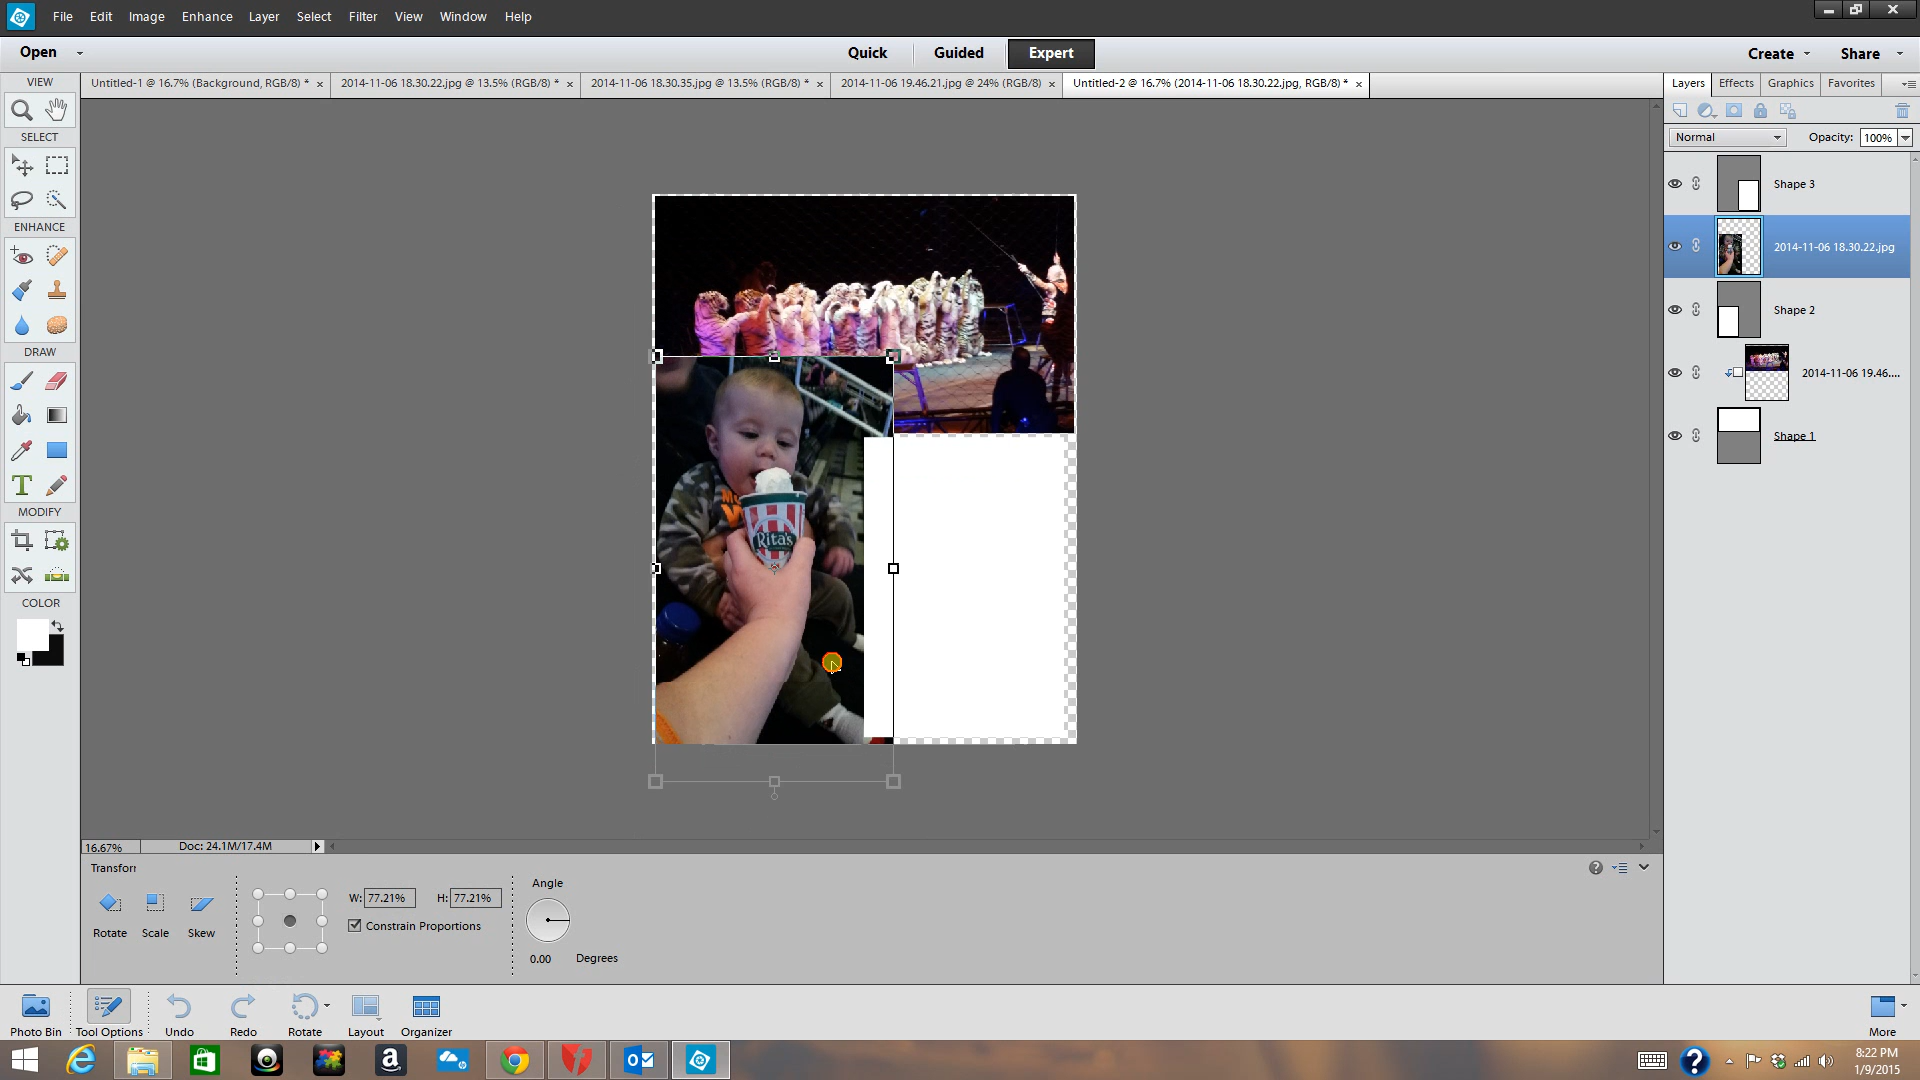 File Edit Image Enhance Layer Select Filter View Window Help
Open Quick Guided Expert Create Share
Untitled-1 @ 16.7% (Background, RGB/8) * 2014-11-06 18.30.22.jpg @ 13.5% (RGB/8) * 2014-11-06 18.30.35.jpg @ 13.5% (RGB/8) * 2014-11-06 19.46.21.jpg @ 24% (RGB/8) Untitled-2 @ 16.7% (2014-11-06 18.30.22.jpg, RGB/8) * Layers Effects Graphics Favorites
VIEW
SELECT
Normal Opacity: 100%
Shape 3
ENHANCE
2014-11-06 18.30.22.jpg
Shape 2
DRAW
2014-11-06 19.46....
Shape 1
T
MODIFY
Rita's
COLOR
16.67% Doc: 24.1M/17.4M
Transforr
Angle
W: 77.21% H: 77.21%
Constrain Proportions
Rotate Scale Skew
0.00 Degrees
Photo Bin Tool Options Undo Redo Rotate Layout Organizer More
8:22 PM
1/9/2015